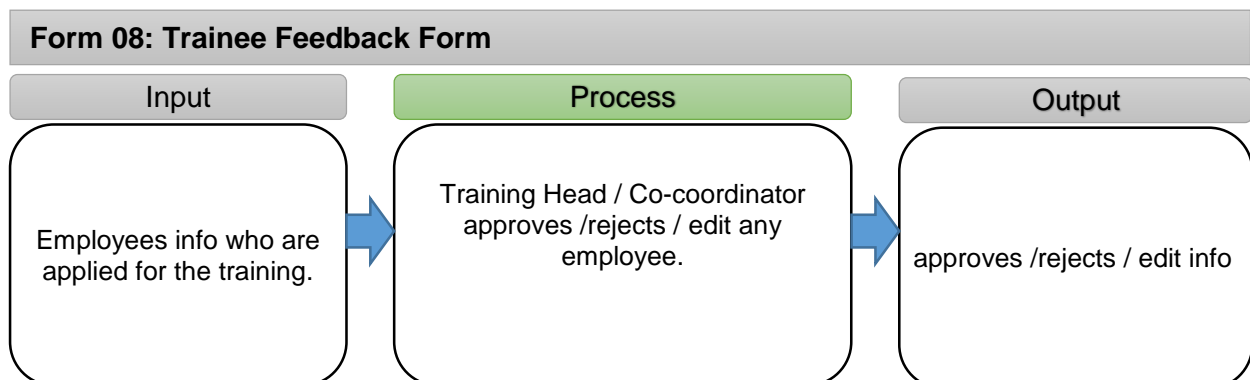 Form 08: Trainee Feedback Form
Input
Process
Output
Employees info who are
applied for the training.
Training Head / Co-coordinator
approves /rejects / edit any
employee.
approves /rejects / edit info